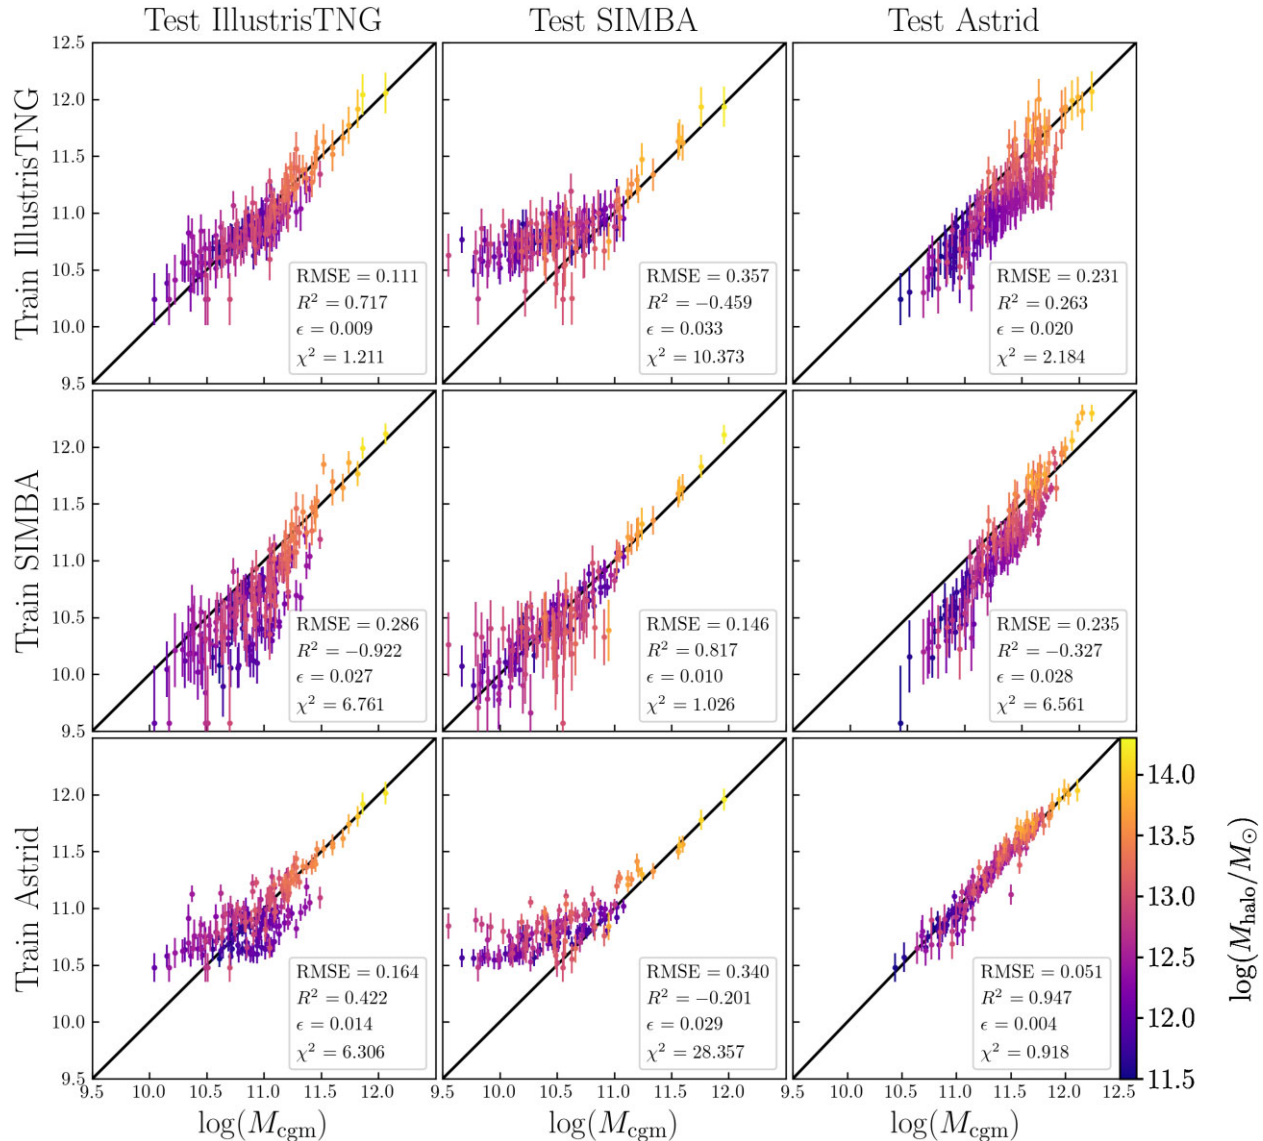 Test IllustrisTNG
Test SIMBA
Test Astrid
Train IllustrisTNG
12.5
12.0
11.5
11.0
10.5
10.0
9.5
RMSE = 0.111
R² = 0.717
ϵ = 0.009
χ² = 1.211
RMSE = 0.357
R² = −0.459
ϵ = 0.033
χ² = 10.373
RMSE = 0.231
R² = 0.263
ϵ = 0.020
χ² = 2.184
Train SIMBA
12.0
11.5
11.0
10.5
10.0
9.5
RMSE = 0.286
R² = −0.922
ϵ = 0.027
χ² = 6.761
RMSE = 0.146
R² = 0.817
ϵ = 0.010
χ² = 1.026
RMSE = 0.235
R² = −0.327
ϵ = 0.028
χ² = 6.561
Train Astrid
12.0
11.5
11.0
10.5
10.0
9.5
RMSE = 0.164
R² = 0.422
ϵ = 0.014
χ² = 6.306
RMSE = 0.340
R² = −0.201
ϵ = 0.029
χ² = 28.357
RMSE = 0.051
R² = 0.947
ϵ = 0.004
χ² = 0.918
14.0
13.5
13.0
12.5
12.0
11.5
log(M_halo/M_⊙)
9.5 10.0 10.5 11.0 11.5 12.0
9.5 10.0 10.5 11.0 11.5 12.0
9.5 10.0 10.5 11.0 11.5 12.0 12.5
log(M_cgm)
log(M_cgm)
log(M_cgm)